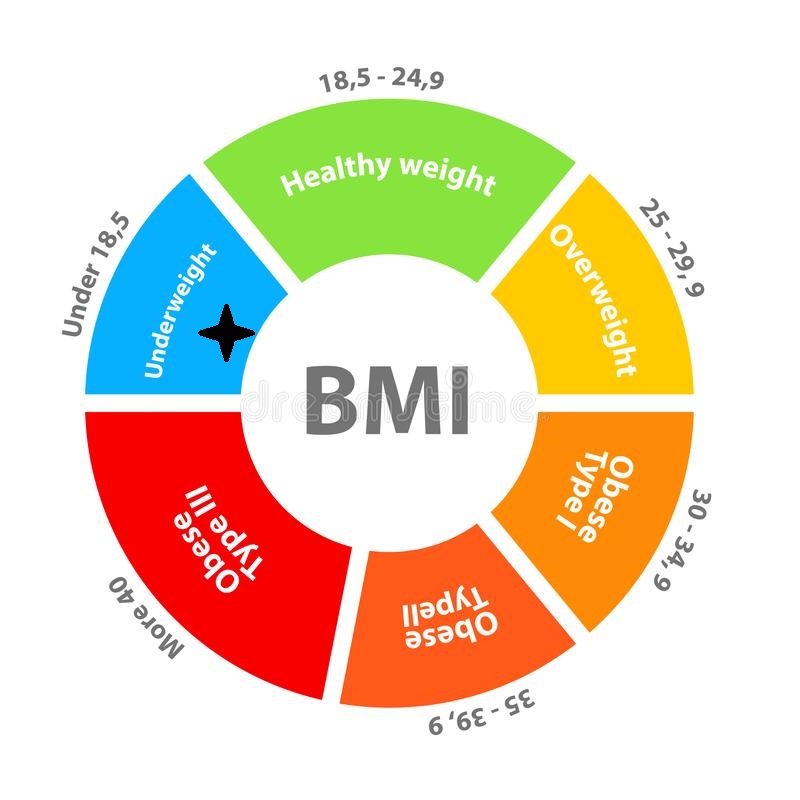 18,5 - 24,9
Healthy weight
25 - 29, 9
Overweight
Under 18,5
Underweight
BMI
dreamstime.
30 - 34, 9
Obese
Type I
35 - 39, 9
Obese
TypeII
More 40
Obese
Type III